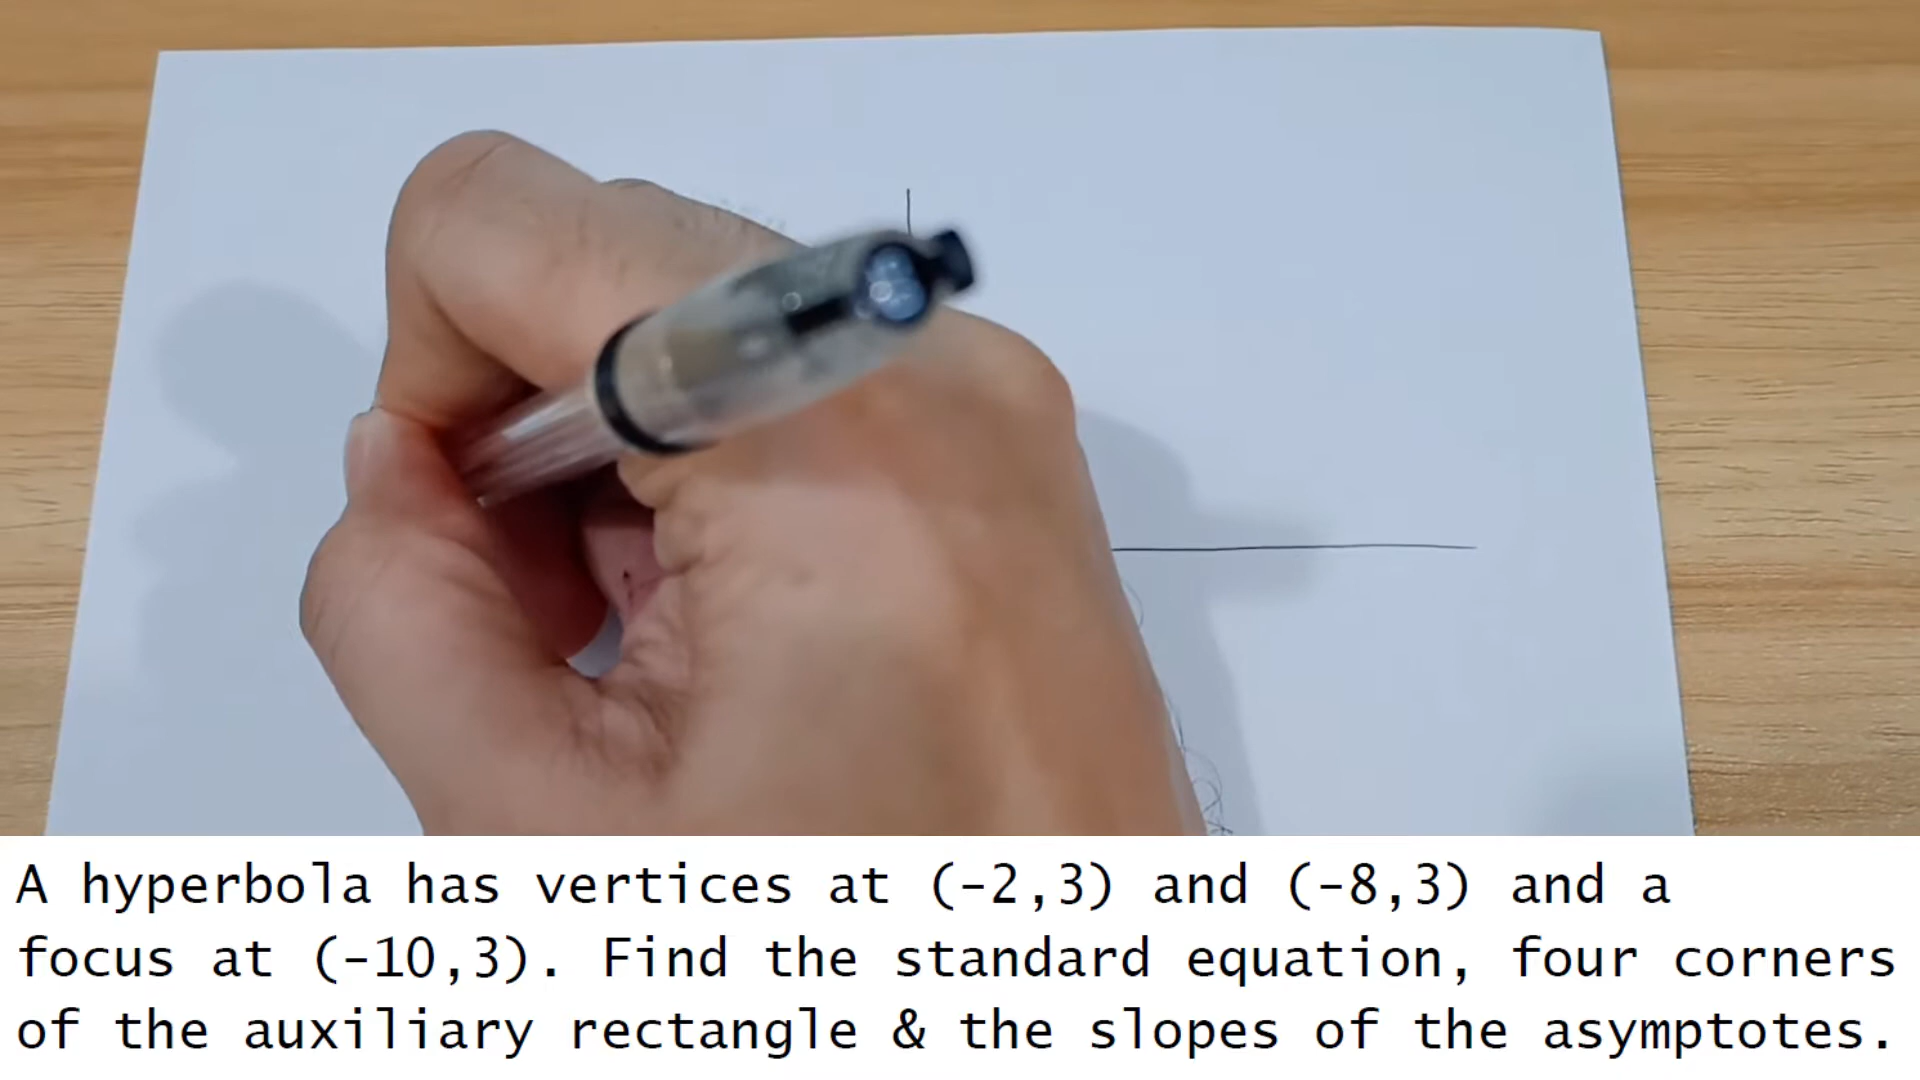 A hyperbola has vertices at (-2,3) and (-8,3) and a
focus at (-10,3). Find the standard equation, four corners
of the auxiliary rectangle & the slopes of the asymptotes.